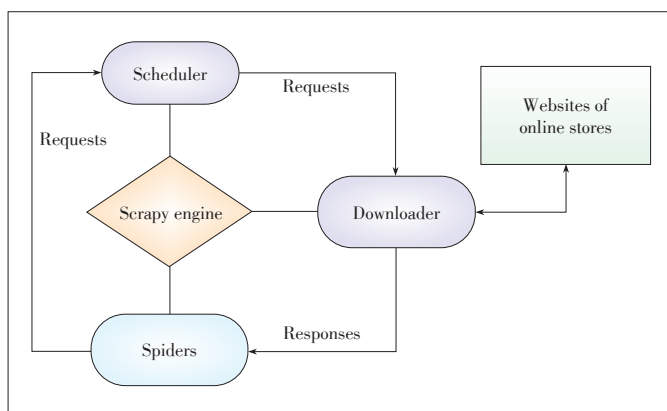 Scheduler
Requests
Websites of
online stores
Requests
Scrapy engine
Downloader
Responses
Spiders